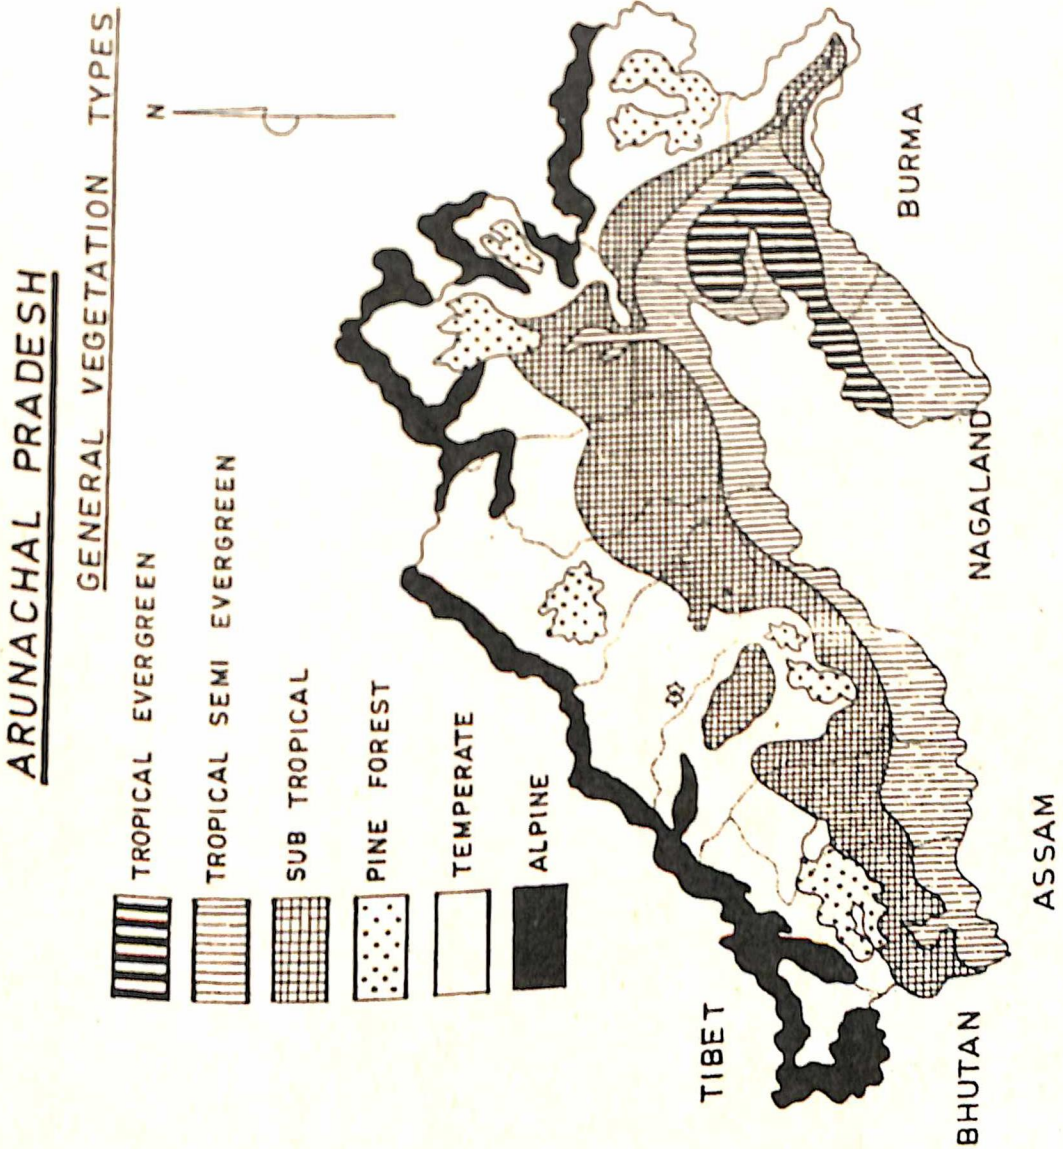 ARUNACHAL PRADESH
GENERAL VEGETATION TYPES
N
TROPICAL EVERGREEN
TROPICAL SEMI EVERGREEN
SUB TROPICAL
PINE FOREST
TEMPERATE
ALPINE
TIBET
BHUTAN
ASSAM
NAGALAND
BURMA